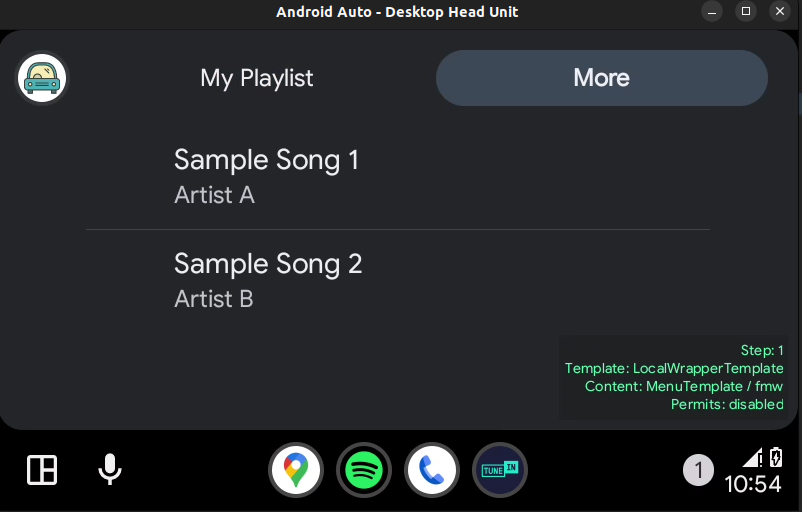 Android Auto - Desktop Head Unit
My Playlist
More
Sample Song 1
Artist A
Sample Song 2
Artist B
Step: 1
Template: LocalWrapperTemplate
Content: MenuTemplate / fmw
Permits: disabled
TUNE IN
1
10:54